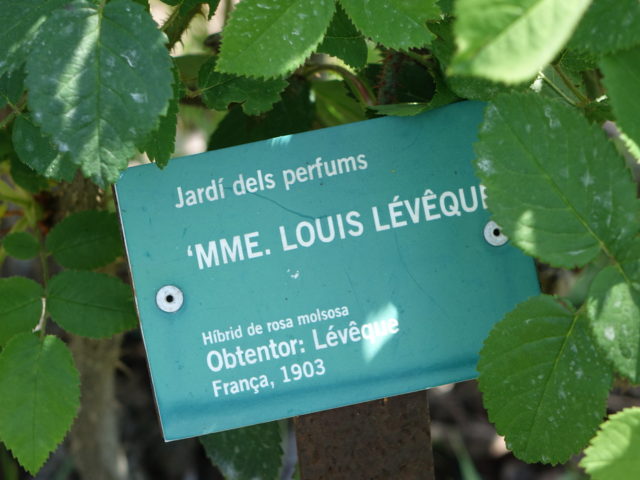 Jardí dels perfums
‘MME. LOUIS LÉVÊQUE
Híbrid de rosa molsosa
Obtentor: Lévêque
França, 1903